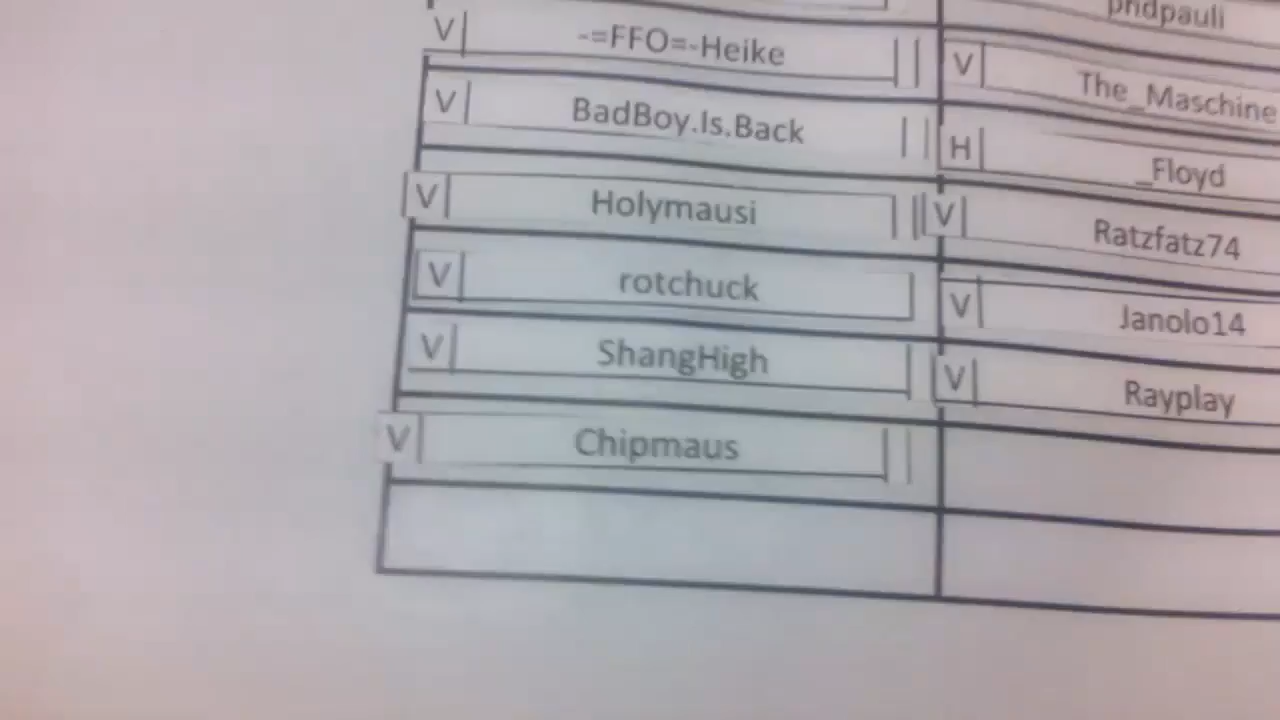 phdpauli
V -=FFO=-Heike
V The_Maschine
V BadBoy.Is.Back
H _Floyd
V Holymausi
V Ratzfatz74
V rotchuck
V Janolo14
V ShangHigh
V Rayplay
V Chipmaus